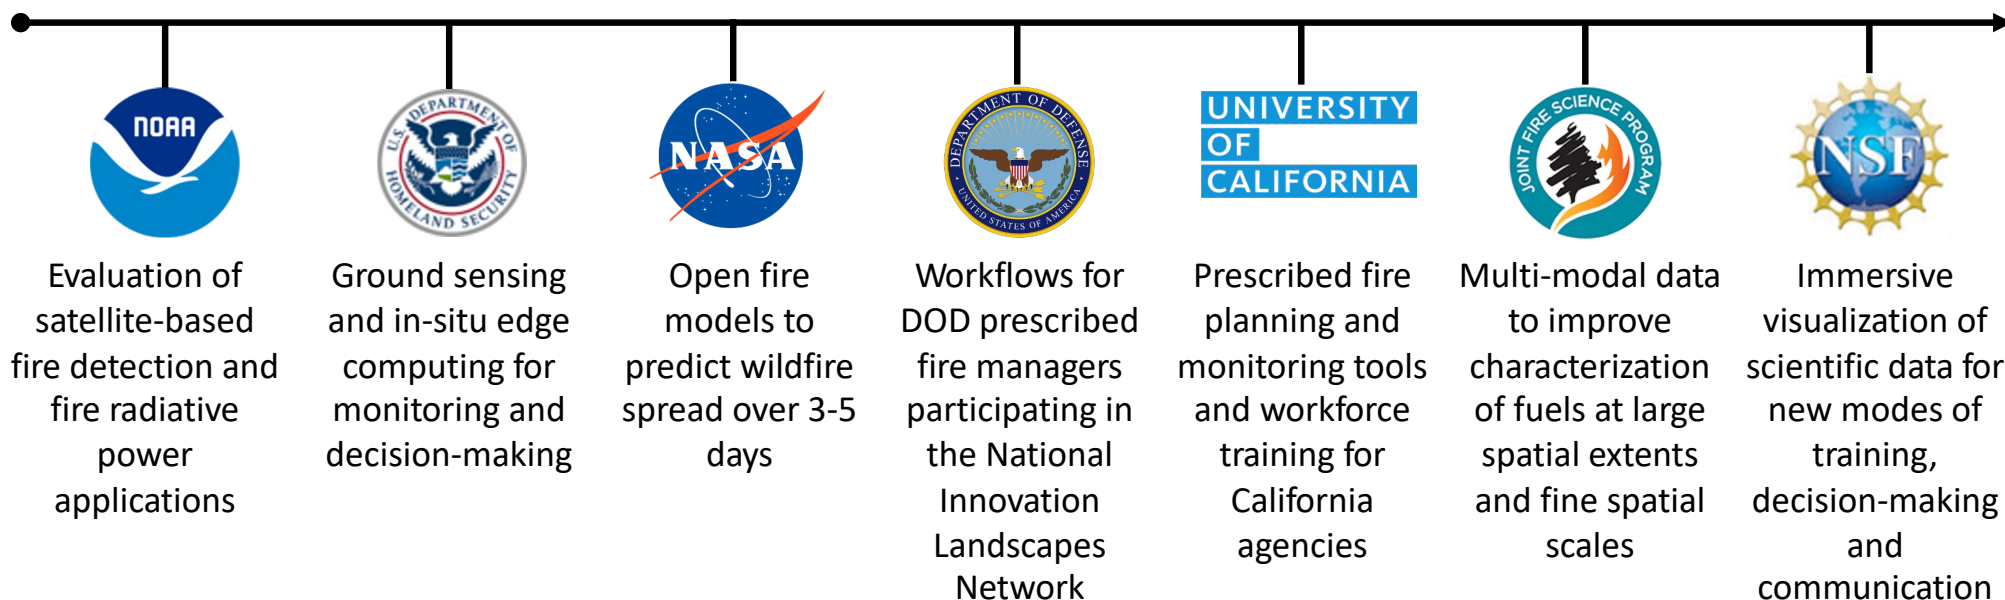 NOAA
Evaluation of
satellite-based
fire detection and
fire radiative
power
applications
U.S. DEPARTMENT OF
HOMELAND SECURITY
Ground sensing
and in-situ edge
computing for
monitoring and
decision-making
NASA
Open fire
models to
predict wildfire
spread over 3-5
days
DEPARTMENT OF DEFENSE
UNITED STATES OF AMERICA
Workflows for
DOD prescribed
fire managers
participating in
the National
Innovation
Landscapes
Network
UNIVERSITY
OF
CALIFORNIA
Prescribed fire
planning and
monitoring tools
and workforce
training for
California
agencies
JOINT FIRE SCIENCE PROGRAM
Multi-modal data
to improve
characterization
of fuels at large
spatial extents
and fine spatial
scales
NSF
Immersive
visualization of
scientific data for
new modes of
training,
decision-making
and
communication